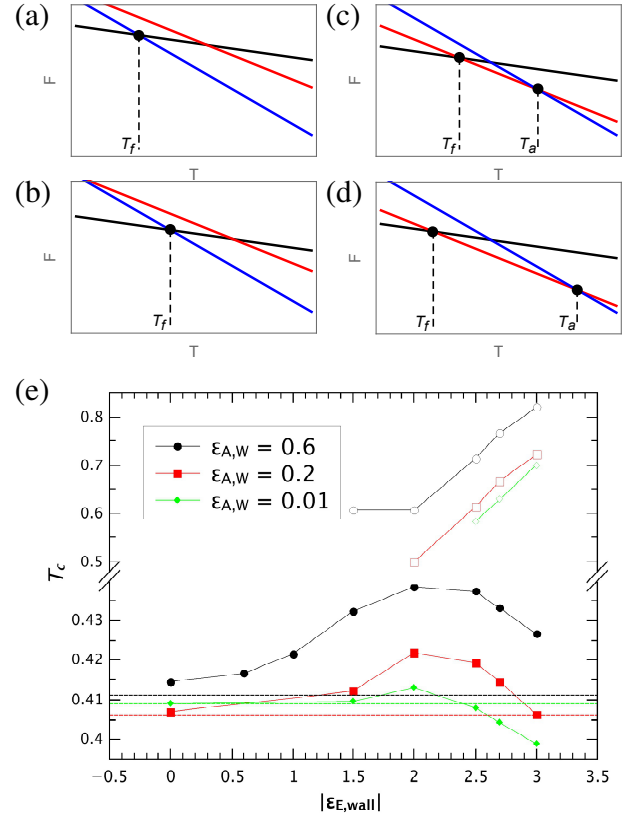 (a)
F
T_f
T
(c)
F
T_f
T_a
T
(b)
F
T_f
T
(d)
F
T_f
T_a
T
(e)
ε_A,W = 0.6
ε_A,W = 0.2
ε_A,W = 0.01
0.8
0.7
0.6
0.5
T_c
0.43
0.42
0.41
0.4
−0.5 0 0.5 1 1.5 2 2.5 3 3.5
|ε_E,wall|